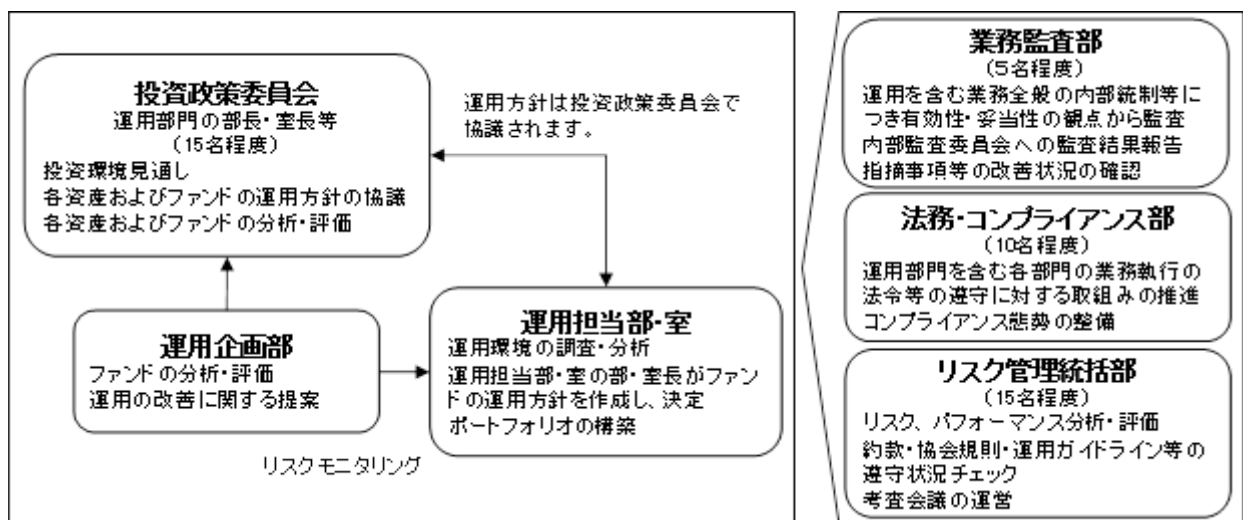 投資政策委員会
運用部門の部長・室長等
(15名程度)
投資環境見通し
各資産およびファンドの運用方針の協議
各資産およびファンドの分析・評価
運用方針は投資政策委員会で
協議されます。
運用企画部
ファンドの分析・評価
運用の改善に関する提案
運用担当部・室
運用環境の調査・分析
運用担当部・室の部・室長がファン
ドの運用方針を作成し、決定
ポートフォリオの構築
リスクモニタリング
業務監査部
(5名程度)
運用を含む業務全般の内部統制等に
つき有効性・妥当性の観点から監査
内部監査委員会への監査結果報告
指摘事項等の改善状況の確認
法務・コンプライアンス部
(10名程度)
運用部門を含む各部門の業務執行の
法令等の遵守に対する取組みの推進
コンプライアンス態勢の整備
リスク管理統括部
(15名程度)
リスク、パフォーマンス分析・評価
約款・協会規則・運用ガイドライン等の
遵守状況チェック
考査会議の運営